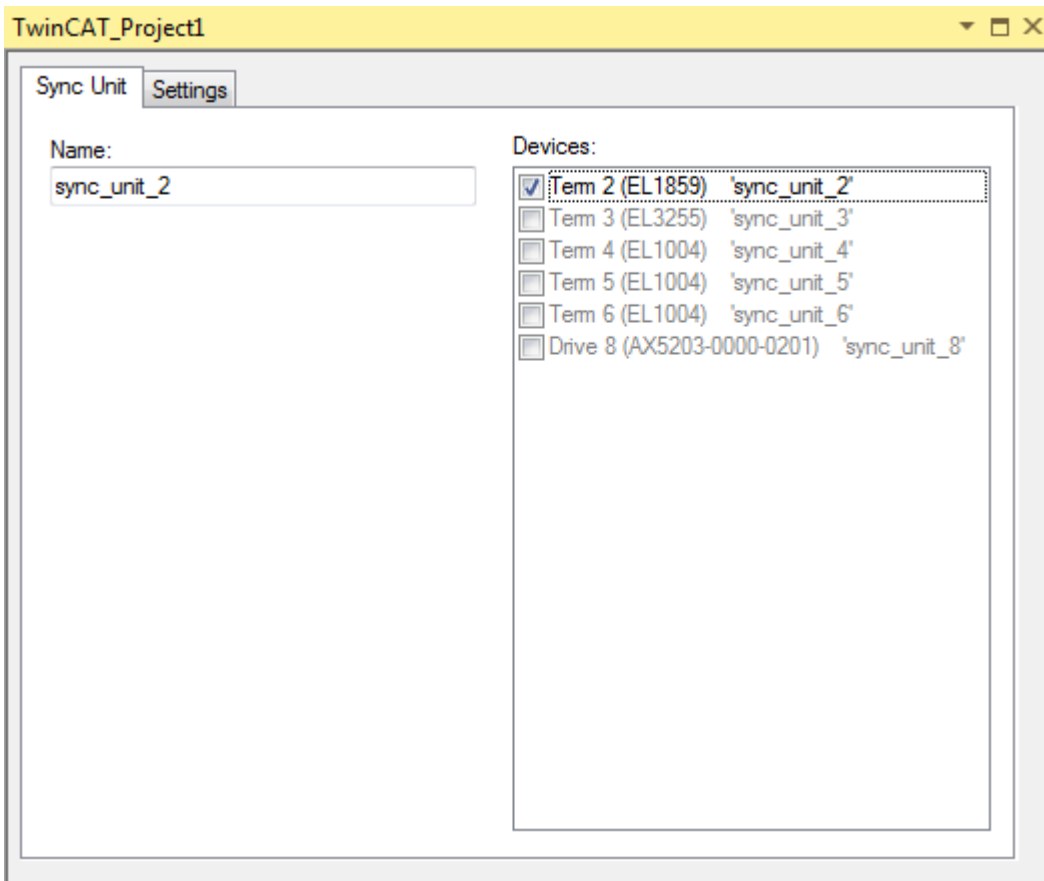 TwinCAT_Project1
Sync Unit Settings
Name:
sync_unit_2
Devices:
Term 2 (EL1859) 'sync_unit_2'
Term 3 (EL3255) 'sync_unit_3'
Term 4 (EL1004) 'sync_unit_4'
Term 5 (EL1004) 'sync_unit_5'
Term 6 (EL1004) 'sync_unit_6'
Drive 8 (AX5203-0000-0201) 'sync_unit_8'